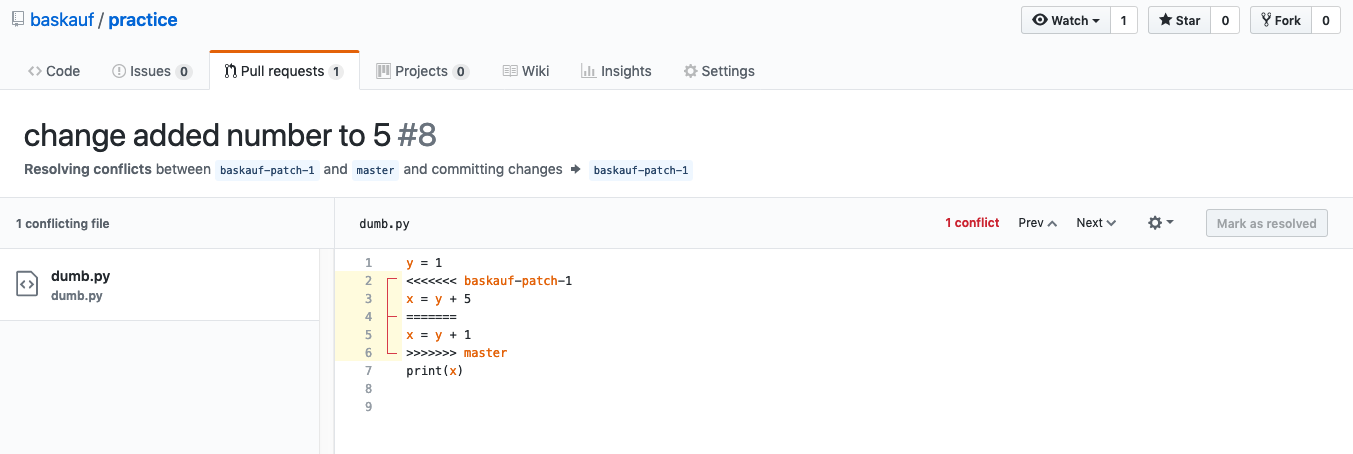 baskauf / practice
Watch 1 Star 0 Fork 0
Code Issues 0 Pull requests 1 Projects 0 Wiki Insights Settings
change added number to 5 #8
Resolving conflicts between baskauf-patch-1 and master and committing changes → baskauf-patch-1
1 conflicting file
dumb.py
dumb.py
dumb.py 1 conflict Prev Next Mark as resolved
1 y = 1
2 <<<<<<< baskauf-patch-1
3 x = y + 5
4 =======
5 x = y + 1
6 >>>>>>> master
7 print(x)
8
9